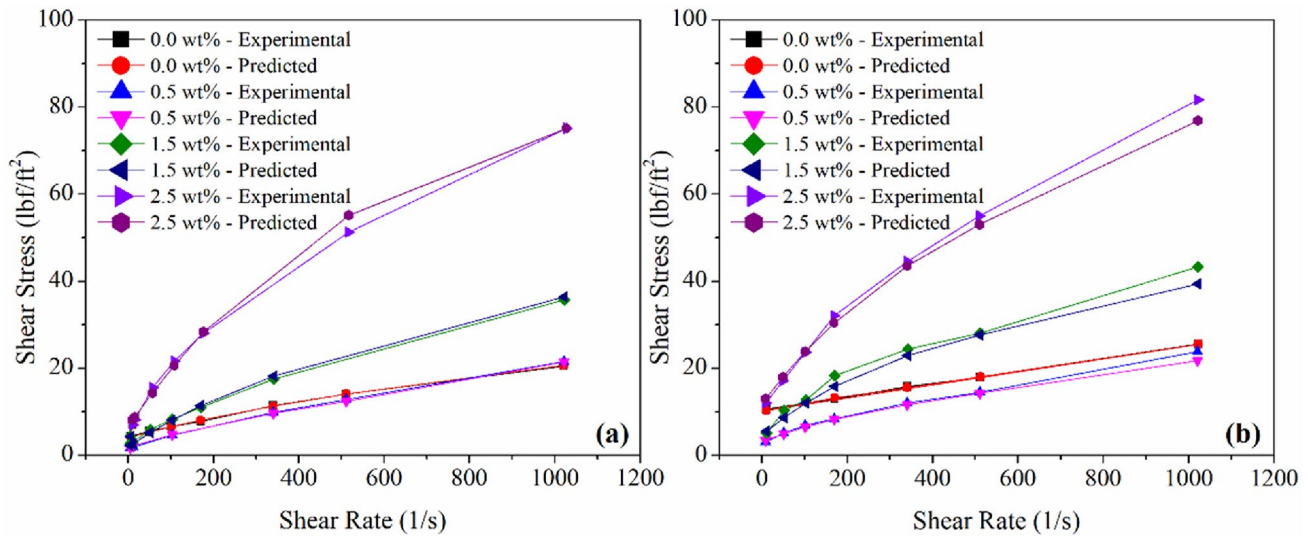 100
80
60
40
20
0
Shear Stress (lbf/ft²)
0.0 wt% - Experimental
0.0 wt% - Predicted
0.5 wt% - Experimental
0.5 wt% - Predicted
1.5 wt% - Experimental
1.5 wt% - Predicted
2.5 wt% - Experimental
2.5 wt% - Predicted
(a)
0 200 400 600 800 1000 1200
Shear Rate (1/s)
100
80
60
40
20
0
Shear Stress (lbf/ft²)
0.0 wt% - Experimental
0.0 wt% - Predicted
0.5 wt% - Experimental
0.5 wt% - Predicted
1.5 wt% - Experimental
1.5 wt% - Predicted
2.5 wt% - Experimental
2.5 wt% - Predicted
(b)
0 200 400 600 800 1000 1200
Shear Rate (1/s)